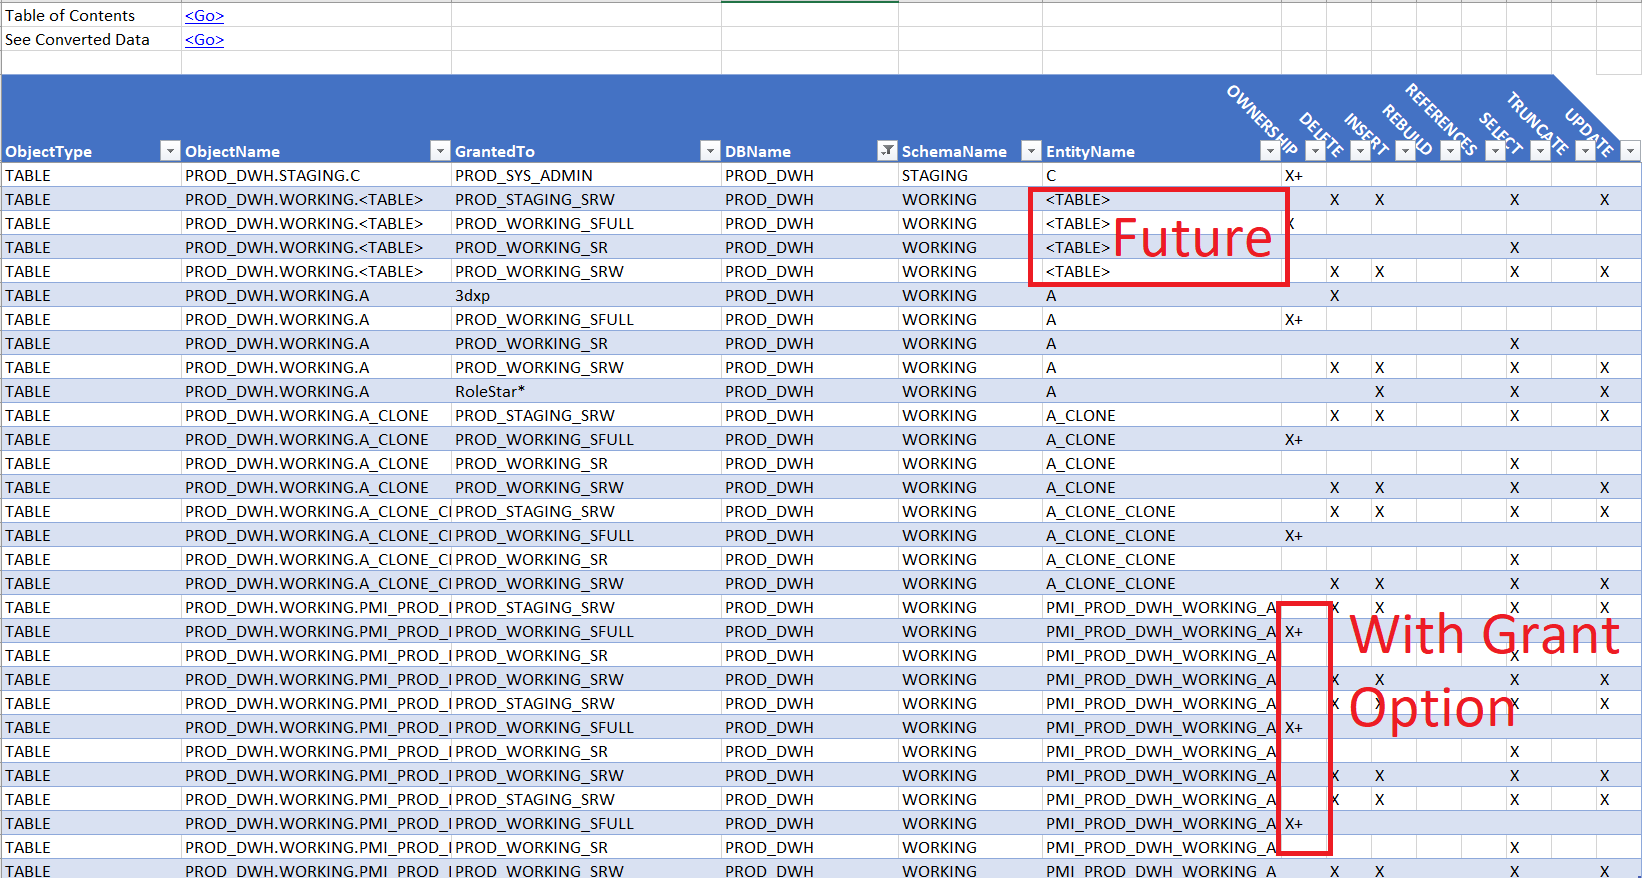 Table of Contents <Go>
See Converted Data <Go>
ObjectType ObjectName GrantedTo DBName SchemaName EntityName OWNERSHIP DELETE INSERT REBUILD REFERENCES SELECT TRUNCATE UPDATE
TABLE PROD_DWH.STAGING.C PROD_SYS_ADMIN PROD_DWH STAGING C X+
TABLE PROD_DWH.WORKING.<TABLE> PROD_STAGING_SRW PROD_DWH WORKING <TABLE> X X X X
TABLE PROD_DWH.WORKING.<TABLE> PROD_WORKING_SFULL PROD_DWH WORKING <TABLE> X
Future
TABLE PROD_DWH.WORKING.<TABLE> PROD_WORKING_SR PROD_DWH WORKING <TABLE> X
TABLE PROD_DWH.WORKING.<TABLE> PROD_WORKING_SRW PROD_DWH WORKING <TABLE> X X X X
TABLE PROD_DWH.WORKING.A 3dxp PROD_DWH WORKING A X
TABLE PROD_DWH.WORKING.A PROD_WORKING_SFULL PROD_DWH WORKING A X+
TABLE PROD_DWH.WORKING.A PROD_WORKING_SR PROD_DWH WORKING A X
TABLE PROD_DWH.WORKING.A PROD_WORKING_SRW PROD_DWH WORKING A X X X X
TABLE PROD_DWH.WORKING.A RoleStar* PROD_DWH WORKING A X X X
TABLE PROD_DWH.WORKING.A_CLONE PROD_STAGING_SRW PROD_DWH WORKING A_CLONE X X X X
TABLE PROD_DWH.WORKING.A_CLONE PROD_WORKING_SFULL PROD_DWH WORKING A_CLONE X+
TABLE PROD_DWH.WORKING.A_CLONE PROD_WORKING_SR PROD_DWH WORKING A_CLONE X
TABLE PROD_DWH.WORKING.A_CLONE PROD_WORKING_SRW PROD_DWH WORKING A_CLONE X X X X
TABLE PROD_DWH.WORKING.A_CLONE_Cl PROD_STAGING_SRW PROD_DWH WORKING A_CLONE_CLONE X X X X
TABLE PROD_DWH.WORKING.A_CLONE_Cl PROD_WORKING_SFULL PROD_DWH WORKING A_CLONE_CLONE X+
TABLE PROD_DWH.WORKING.A_CLONE_Cl PROD_WORKING_SR PROD_DWH WORKING A_CLONE_CLONE X
TABLE PROD_DWH.WORKING.A_CLONE_Cl PROD_WORKING_SRW PROD_DWH WORKING A_CLONE_CLONE X X X X
TABLE PROD_DWH.WORKING.PMI_PROD_ PROD_STAGING_SRW PROD_DWH WORKING PMI_PROD_DWH_WORKING_A X X X X
TABLE PROD_DWH.WORKING.PMI_PROD_ PROD_WORKING_SFULL PROD_DWH WORKING PMI_PROD_DWH_WORKING_A X+
With Grant
TABLE PROD_DWH.WORKING.PMI_PROD_ PROD_WORKING_SR PROD_DWH WORKING PMI_PROD_DWH_WORKING_A X
TABLE PROD_DWH.WORKING.PMI_PROD_ PROD_WORKING_SRW PROD_DWH WORKING PMI_PROD_DWH_WORKING_A X X X X
TABLE PROD_DWH.WORKING.PMI_PROD_ PROD_STAGING_SRW PROD_DWH WORKING PMI_PROD_DWH_WORKING_A X X X X
Option
TABLE PROD_DWH.WORKING.PMI_PROD_ PROD_WORKING_SFULL PROD_DWH WORKING PMI_PROD_DWH_WORKING_A X+
TABLE PROD_DWH.WORKING.PMI_PROD_ PROD_WORKING_SR PROD_DWH WORKING PMI_PROD_DWH_WORKING_A X
TABLE PROD_DWH.WORKING.PMI_PROD_ PROD_WORKING_SRW PROD_DWH WORKING PMI_PROD_DWH_WORKING_A X X X X
TABLE PROD_DWH.WORKING.PMI_PROD_ PROD_STAGING_SRW PROD_DWH WORKING PMI_PROD_DWH_WORKING_A X X X X
TABLE PROD_DWH.WORKING.PMI_PROD_ PROD_WORKING_SFULL PROD_DWH WORKING PMI_PROD_DWH_WORKING_A X+
TABLE PROD_DWH.WORKING.PMI_PROD_ PROD_WORKING_SR PROD_DWH WORKING PMI_PROD_DWH_WORKING_A X
TABLE PROD_DWH.WORKING.PMI_PROD_ PROD_WORKING_SRW PROD_DWH WORKING PMI_PROD_DWH_WORKING_A X X X X